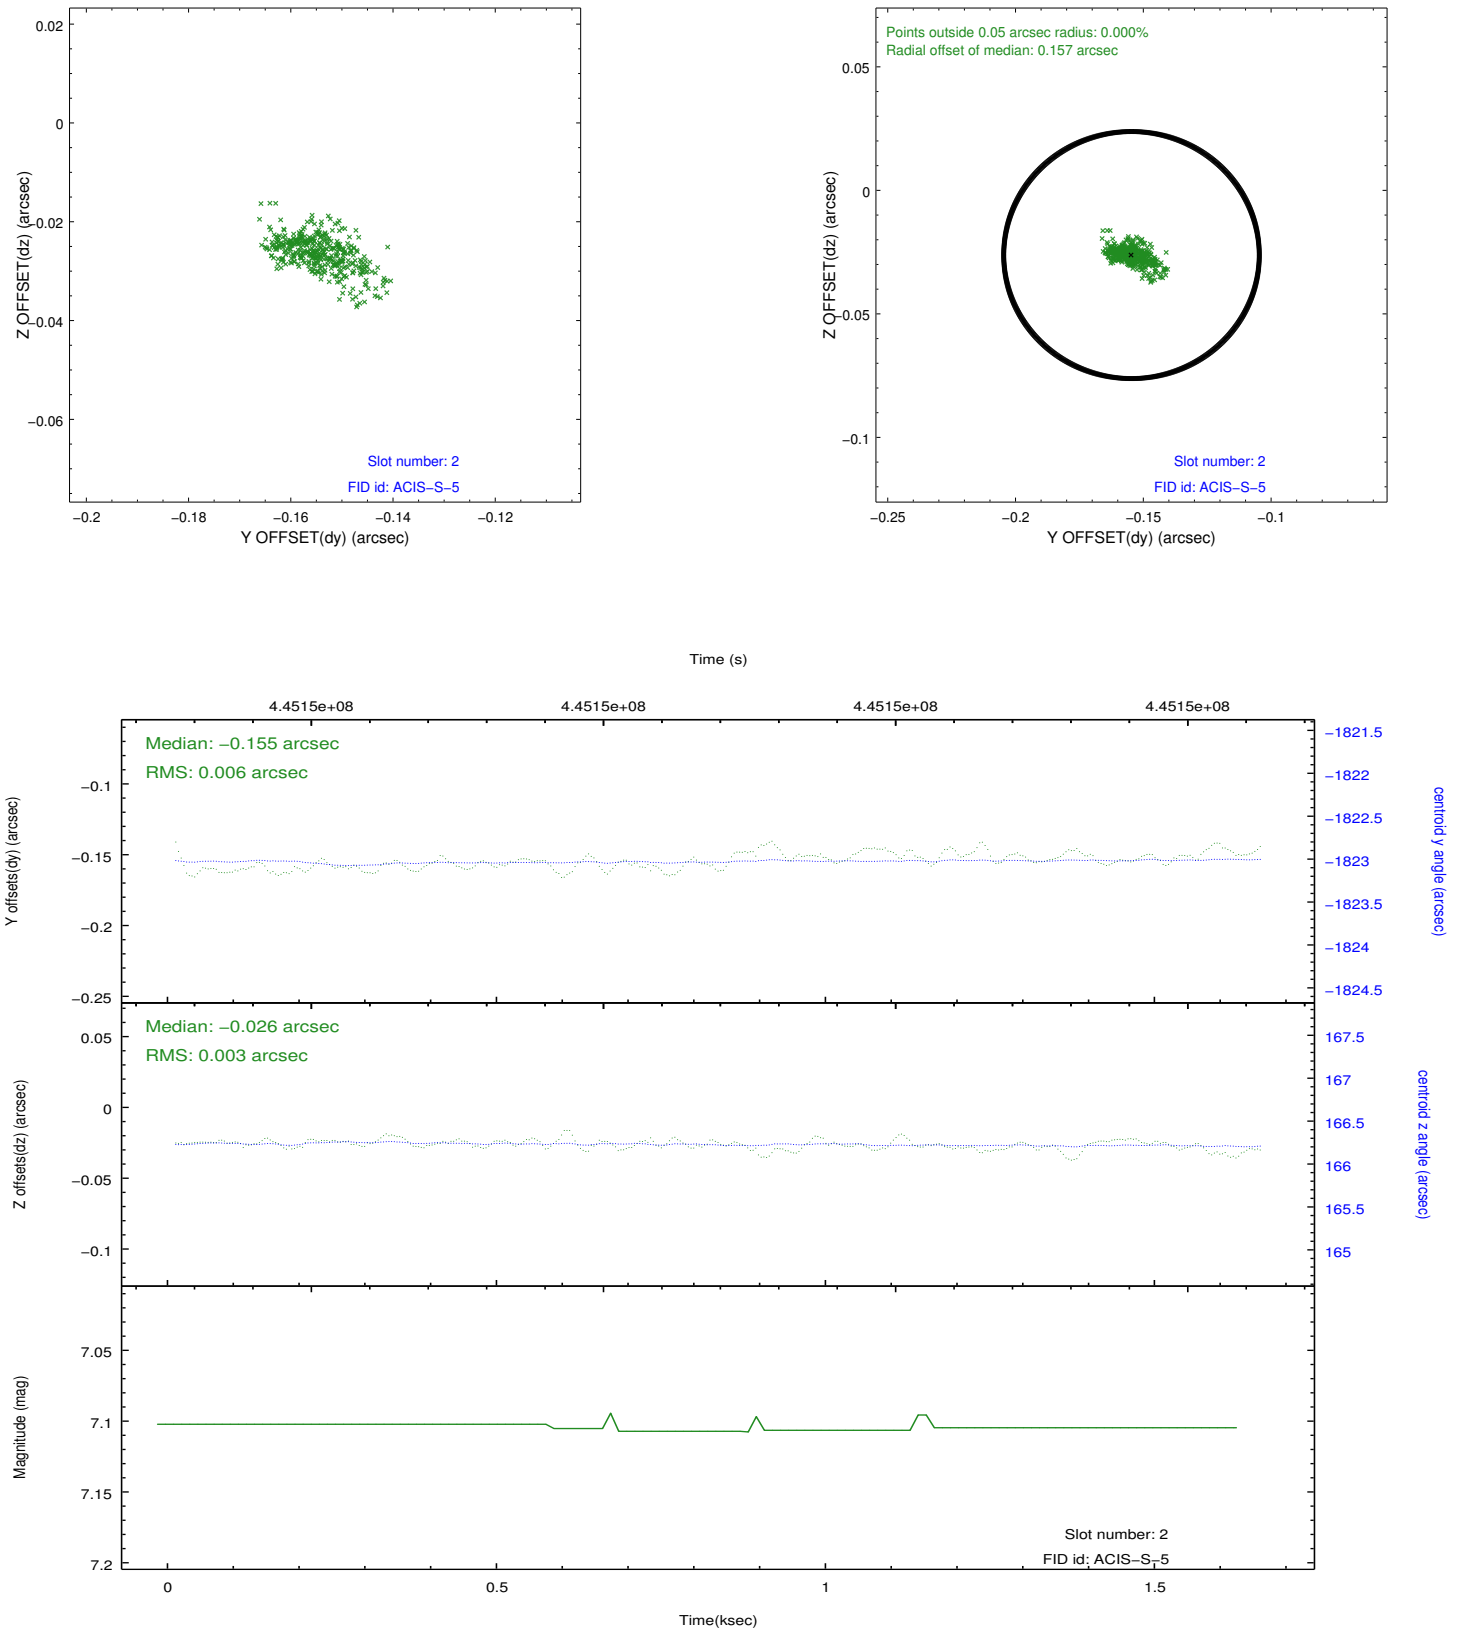 0.02
0
−0.02
−0.04
−0.06
Z OFFSET(dz) (arcsec)
Slot number: 2
FID id: ACIS−S−5
−0.2 −0.18 −0.16 −0.14 −0.12
Y OFFSET(dy) (arcsec)
Points outside 0.05 arcsec radius: 0.000%
Radial offset of median: 0.157 arcsec
0.05
0
−0.05
−0.1
Z OFFSET(dz) (arcsec)
Slot number: 2
FID id: ACIS−S−5
−0.25 −0.2 −0.15 −0.1
Y OFFSET(dy) (arcsec)
Time (s)
4.4515e+08 4.4515e+08 4.4515e+08 4.4515e+08
Median: −0.155 arcsec
RMS: 0.006 arcsec
−0.1
−0.15
−0.2
−0.25
Y offsets(dy) (arcsec)
−1821.5
−1822
−1822.5
−1823
−1823.5
−1824
−1824.5
centroid y angle (arcsec)
Median: −0.026 arcsec
RMS: 0.003 arcsec
0.05
0
−0.05
−0.1
Z offsets(dz) (arcsec)
167.5
167
166.5
166
165.5
165
centroid z angle (arcsec)
7.05
7.1
7.15
7.2
Magnitude (mag)
Slot number: 2
FID id: ACIS−S−5
0 0.5 1 1.5
Time(ksec)